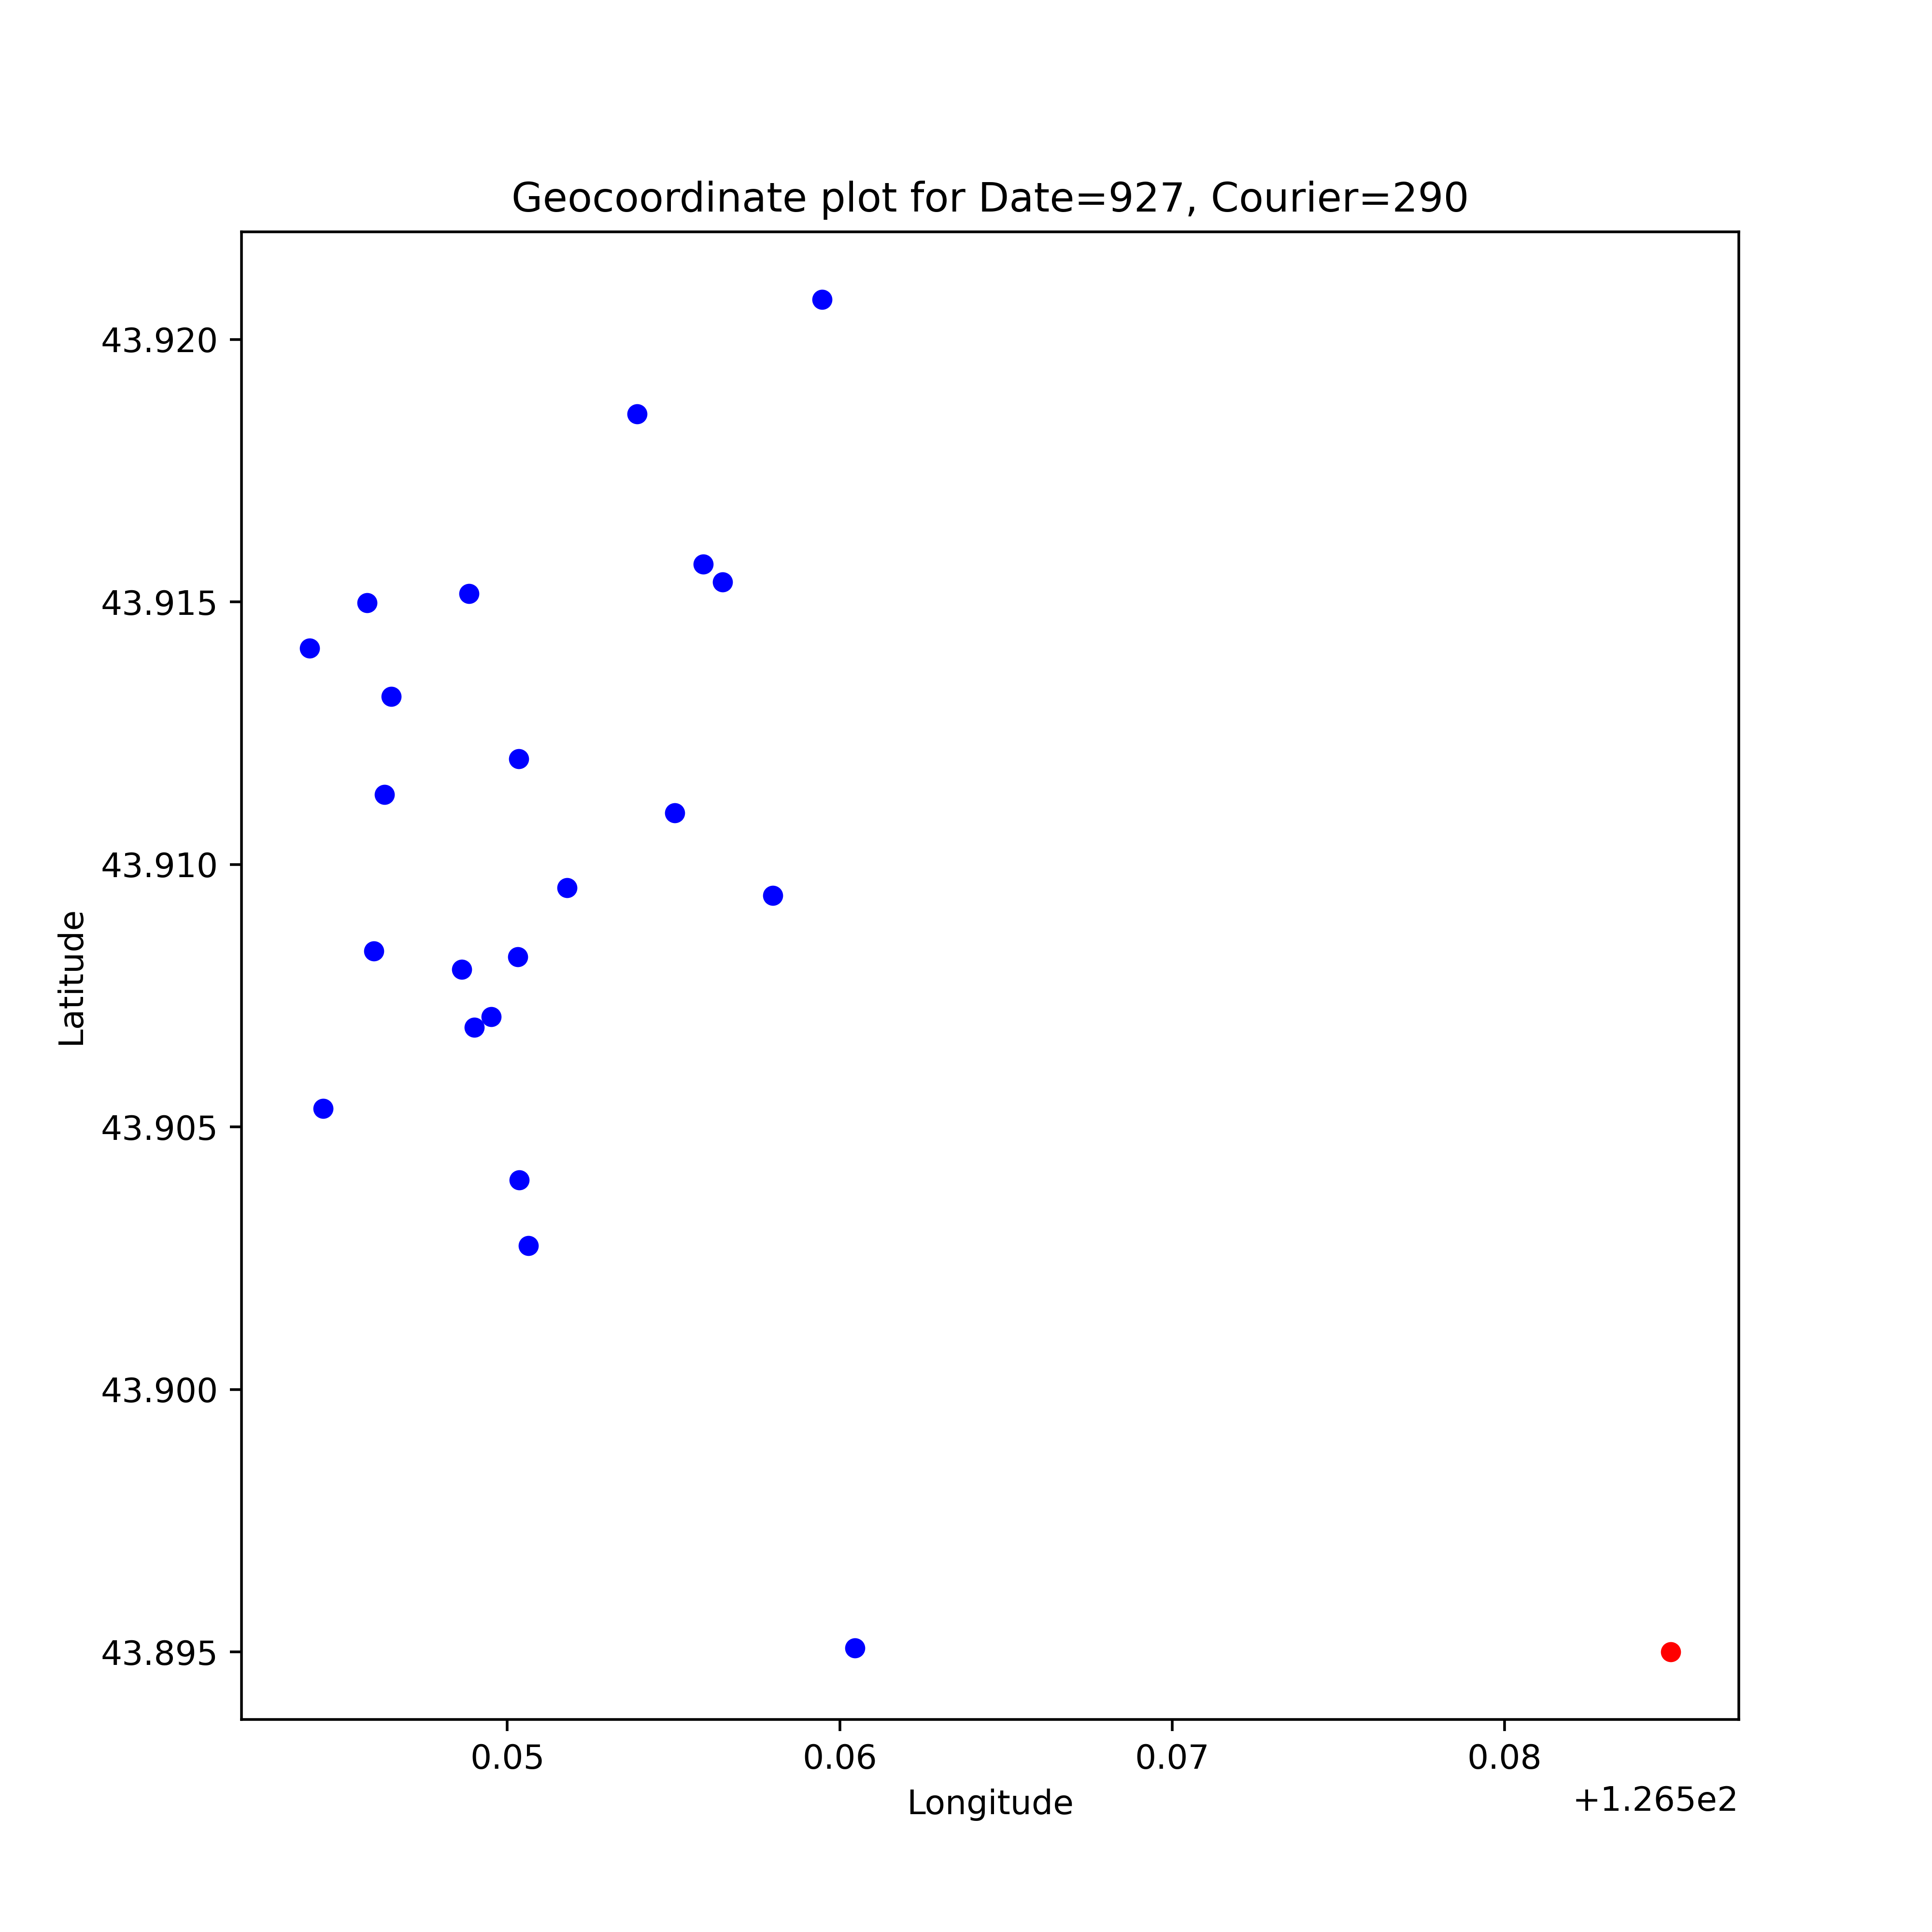 Geocoordinate plot for Date=927, Courier=290
43.920
43.915
43.910
43.905
43.900
43.895
Latitude
0.05 0.06 0.07 0.08
Longitude
+1.265e2